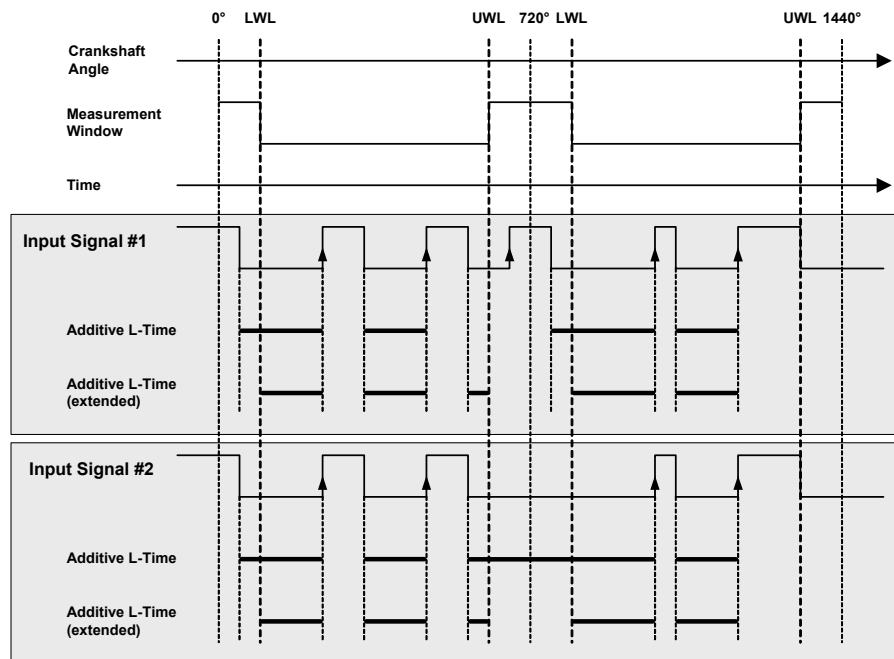 0° LWL UWL 720° LWL UWL 1440°
Crankshaft
Angle
Measurement
Window
Time
Input Signal #1
Additive L-Time
Additive L-Time
(extended)
Input Signal #2
Additive L-Time
Additive L-Time
(extended)